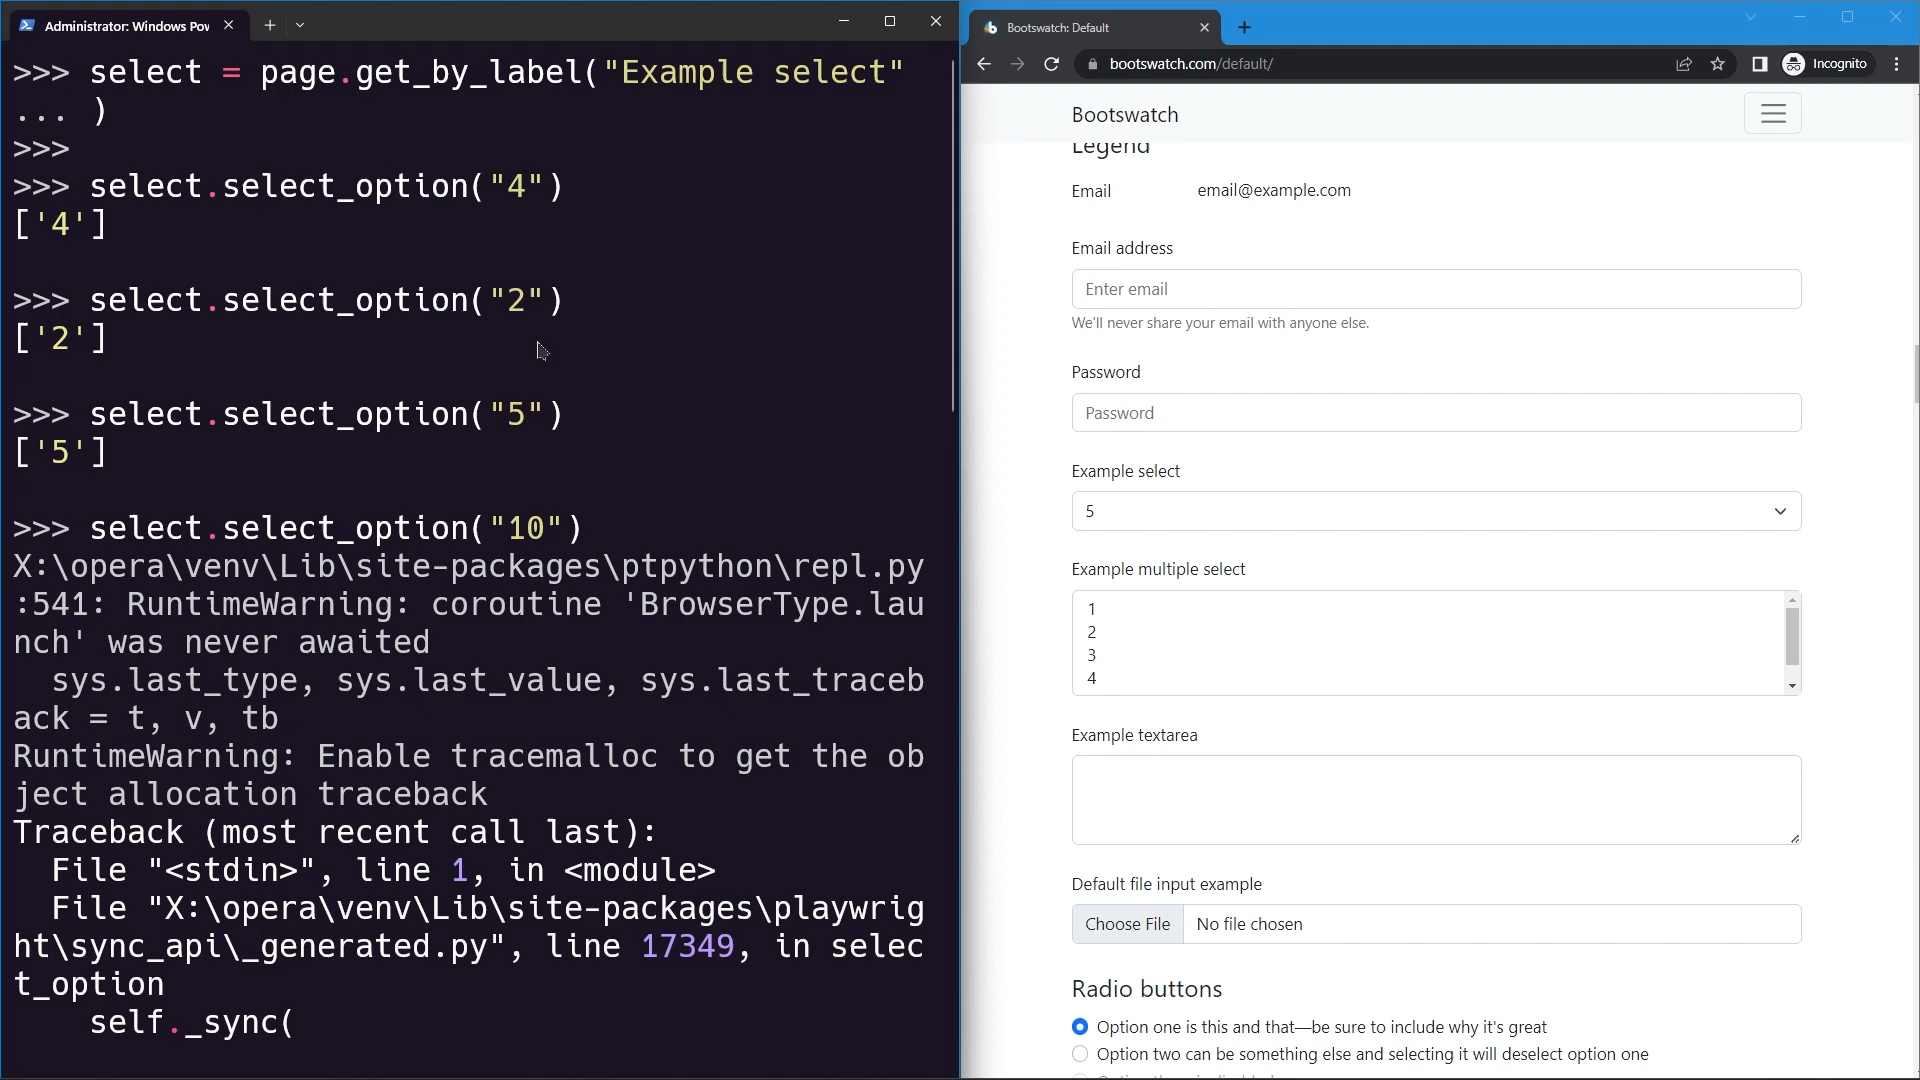 Administrator: Windows Pov
>>> select = page.get_by_label("Example select"
... )
>>>
>>> select.select_option("4")
['4']
>>> select.select_option("2")
['2']
>>> select.select_option("5")
['5']
>>> select.select_option("10")
X:\opera\venv\Lib\site-packages\ptpython\repl.py
:541: RuntimeWarning: coroutine 'BrowserType.lau
nch' was never awaited
  sys.last_type, sys.last_value, sys.last_traceb
ack = t, v, tb
RuntimeWarning: Enable tracemalloc to get the ob
ject allocation traceback
Traceback (most recent call last):
  File "<stdin>", line 1, in <module>
  File "X:\opera\venv\Lib\site-packages\playwrig
ht\sync_api\_generated.py", line 17349, in selec
t_option
    self._sync(
Bootswatch: Default
bootswatch.com/default/
Incognito
Bootswatch
Legend
Email email@example.com
Email address
Enter email
We'll never share your email with anyone else.
Password
Password
Example select
5
Example multiple select
1
2
3
4
Example textarea
Default file input example
Choose File No file chosen
Radio buttons
Option one is this and that—be sure to include why it's great
Option two can be something else and selecting it will deselect option one